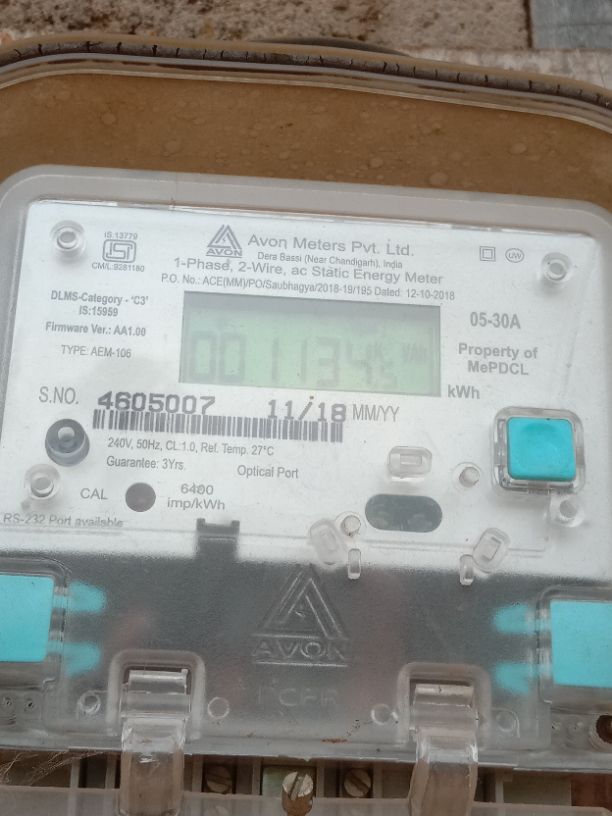 IS:13779
ISI
CM/L:9281180
AVON
Avon Meters Pvt. Ltd.
Dera Bassi (Near Chandigarh), India
1-Phase, 2-Wire, ac Static Energy Meter
P.O. No.: ACE(MM)/PO/Saubhagya/2018-19/195 Dated: 12-10-2018
DLMS-Category - 'C3'
IS:15959
Firmware Ver.: AA1.00
TYPE: AEM-106
05-30A
Property of
MePDCL
kWh
S.NO. 4605007 11/18 MM/YY
240V, 50Hz, CL.1.0, Ref. Temp. 27°C
Guarantee: 3Yrs.
Optical Port
CAL
6400
imp/kWh
RS-232 Port available
AVON